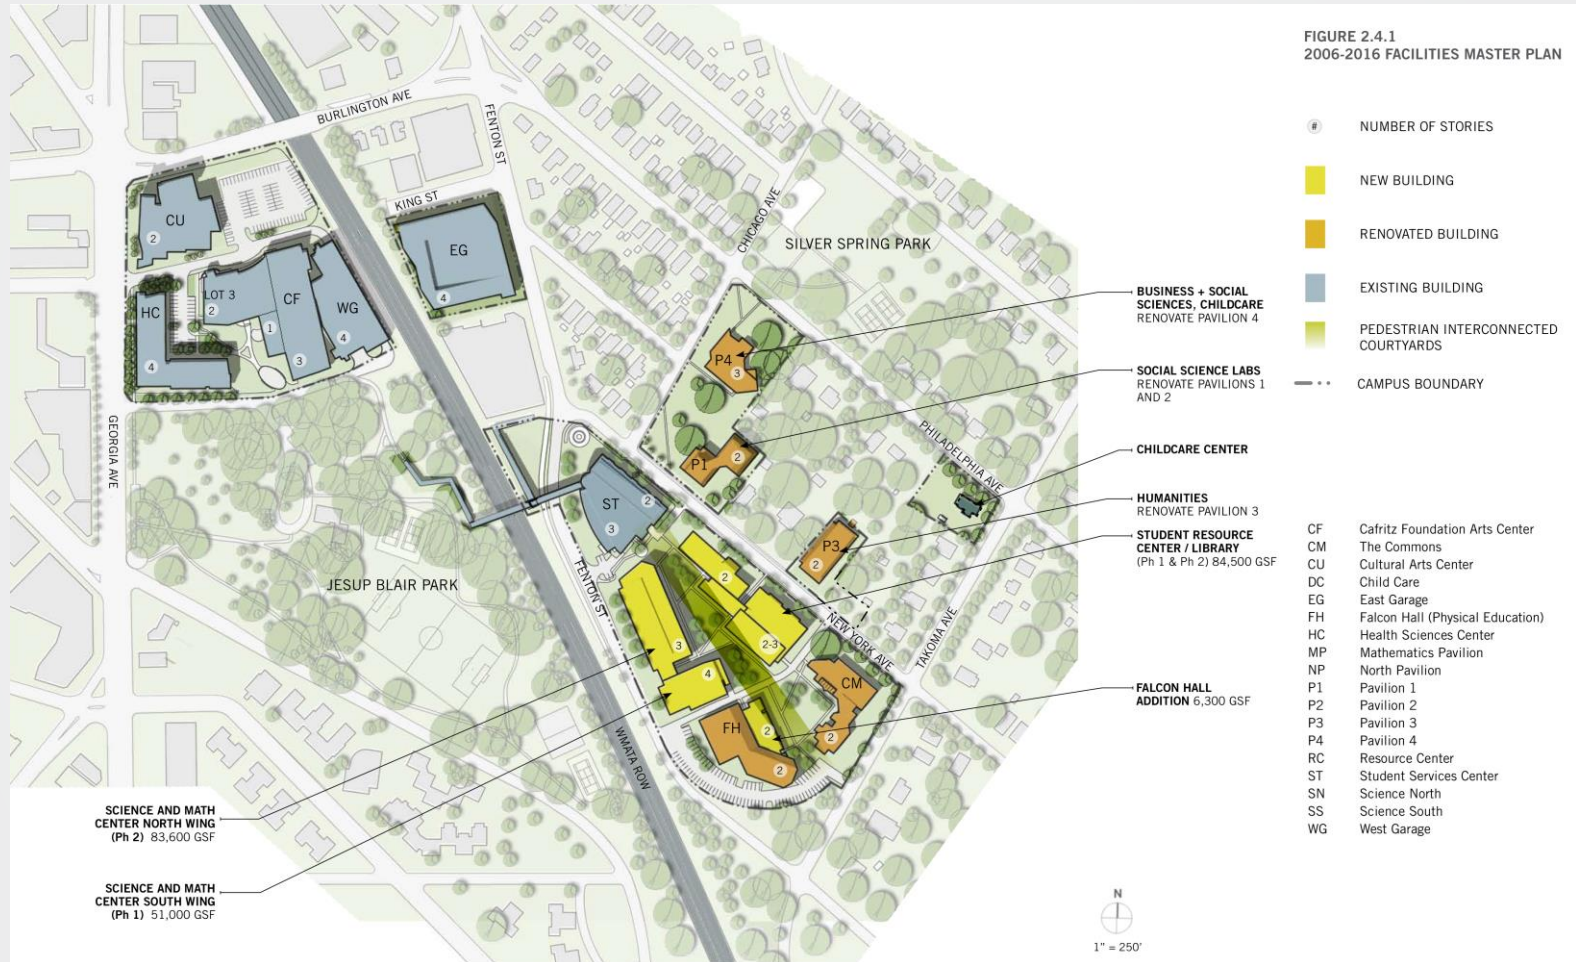 FIGURE 2.4.1
2006-2016 FACILITIES MASTER PLAN
# NUMBER OF STORIES
NEW BUILDING
RENOVATED BUILDING
EXISTING BUILDING
PEDESTRIAN INTERCONNECTED
COURTYARDS
CAMPUS BOUNDARY
CF Cafritz Foundation Arts Center
CM The Commons
CU Cultural Arts Center
DC Child Care
EG East Garage
FH Falcon Hall (Physical Education)
HC Health Sciences Center
MP Mathematics Pavilion
NP North Pavilion
P1 Pavilion 1
P2 Pavilion 2
P3 Pavilion 3
P4 Pavilion 4
RC Resource Center
ST Student Services Center
SN Science North
SS Science South
WG West Garage
BURLINGTON AVE
FENTON ST
KING ST
CHICAGO AVE
SILVER SPRING PARK
CU
2
EG
4
LOT 3
2
CF
1
3
WG
4
HC
4
GEORGIA AVE
P4
3
P1
2
PHILADELPHIA AVE
ST
2
3
P3
2
JESUP BLAIR PARK
FENTON ST
2
2-3
3
4
NEW YORK AVE
TAKOMA AVE
CM
2
FH
2
2
WMATA ROW
BUSINESS + SOCIAL
SCIENCES, CHILDCARE
RENOVATE PAVILION 4
SOCIAL SCIENCE LABS
RENOVATE PAVILIONS 1
AND 2
CHILDCARE CENTER
HUMANITIES
RENOVATE PAVILION 3
STUDENT RESOURCE
CENTER / LIBRARY
(Ph 1 & Ph 2) 84,500 GSF
FALCON HALL
ADDITION 6,300 GSF
SCIENCE AND MATH
CENTER NORTH WING
(Ph 2) 83,600 GSF
SCIENCE AND MATH
CENTER SOUTH WING
(Ph 1) 51,000 GSF
N
1" = 250'